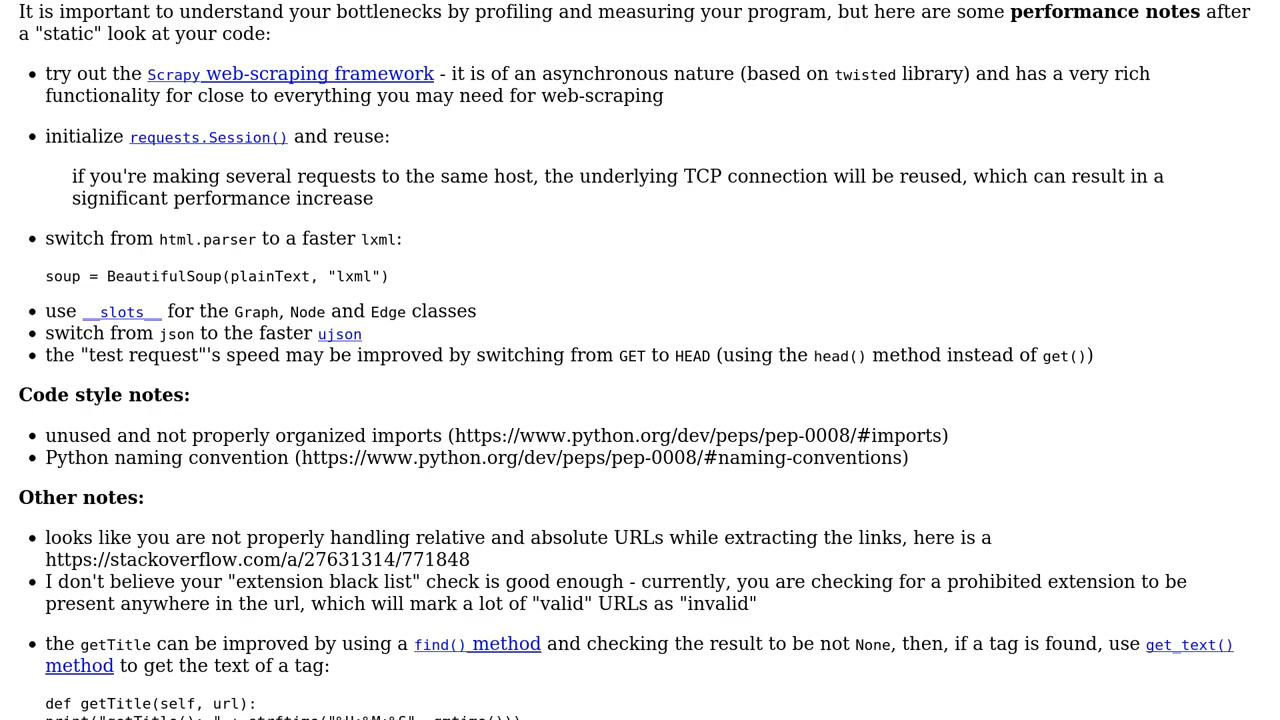 It is important to understand your bottlenecks by profiling and measuring your program, but here are some performance notes after
a "static" look at your code:
try out the Scrapy web-scraping framework - it is of an asynchronous nature (based on twisted library) and has a very rich
functionality for close to everything you may need for web-scraping
initialize requests.Session() and reuse:
if you're making several requests to the same host, the underlying TCP connection will be reused, which can result in a
significant performance increase
switch from html.parser to a faster lxml:
soup = BeautifulSoup(plainText, "lxml")
use __slots__ for the Graph, Node and Edge classes
switch from json to the faster ujson
the "test request"'s speed may be improved by switching from GET to HEAD (using the head() method instead of get())
Code style notes:
unused and not properly organized imports (https://www.python.org/dev/peps/pep-0008/#imports)
Python naming convention (https://www.python.org/dev/peps/pep-0008/#naming-conventions)
Other notes:
looks like you are not properly handling relative and absolute URLs while extracting the links, here is a
https://stackoverflow.com/a/27631314/771848
I don't believe your "extension black list" check is good enough - currently, you are checking for a prohibited extension to be
present anywhere in the url, which will mark a lot of "valid" URLs as "invalid"
the getTitle can be improved by using a find() method and checking the result to be not None, then, if a tag is found, use get_text()
method to get the text of a tag:
def getTitle(self, url):
print("getTitle(): " + strftime("%H:%M:%S", gmtime()))